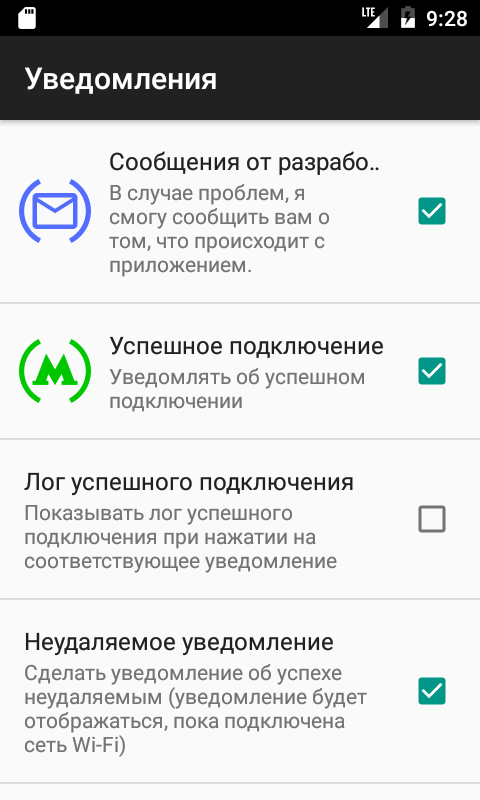 LTE 9:28
Уведомления
Сообщения от разрабо..
В случае проблем, я
смогу сообщить вам о
том, что происходит с
приложением.
Успешное подключение
Уведомлять об успешном
подключении
Лог успешного подключения
Показывать лог успешного
подключения при нажатии на
соответствующее уведомление
Неудаляемое уведомление
Сделать уведомление об успехе
неудаляемым (уведомление будет
отображаться, пока подключена
сеть Wi-Fi)